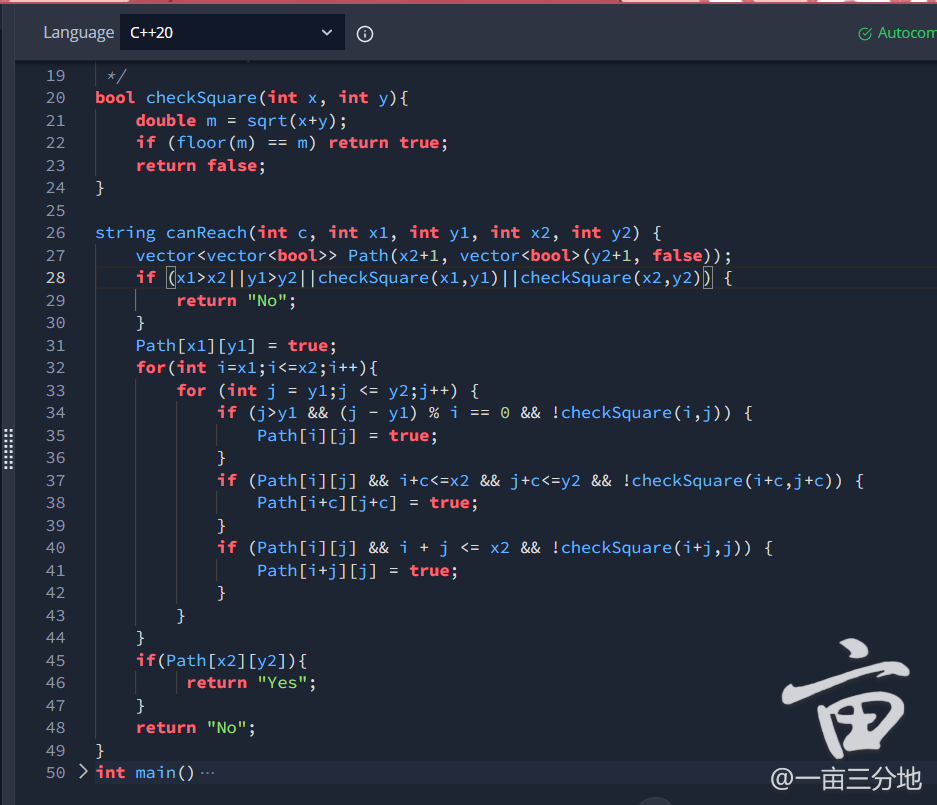 Language C++20 Autocom
19 */
20 bool checkSquare(int x, int y){
21 double m = sqrt(x+y);
22 if (floor(m) == m) return true;
23 return false;
24 }
25
26 string canReach(int c, int x1, int y1, int x2, int y2) {
27 vector<vector<bool>> Path(x2+1, vector<bool>(y2+1, false));
28 if (x1>x2||y1>y2||checkSquare(x1,y1)||checkSquare(x2,y2)) {
29 return "No";
30 }
31 Path[x1][y1] = true;
32 for(int i=x1;i<=x2;i++){
33 for (int j = y1;j <= y2;j++) {
34 if (j>y1 && (j - y1) % i == 0 && !checkSquare(i,j)) {
35 Path[i][j] = true;
36 }
37 if (Path[i][j] && i+c<=x2 && j+c<=y2 && !checkSquare(i+c,j+c)) {
38 Path[i+c][j+c] = true;
39 }
40 if (Path[i][j] && i + j <= x2 && !checkSquare(i+j,j)) {
41 Path[i+j][j] = true;
42 }
43 }
44 }
45 if(Path[x2][y2]){
46 return "Yes";
47 }
48 return "No";
49 }
50 int main() ···
亩
@一亩三分地